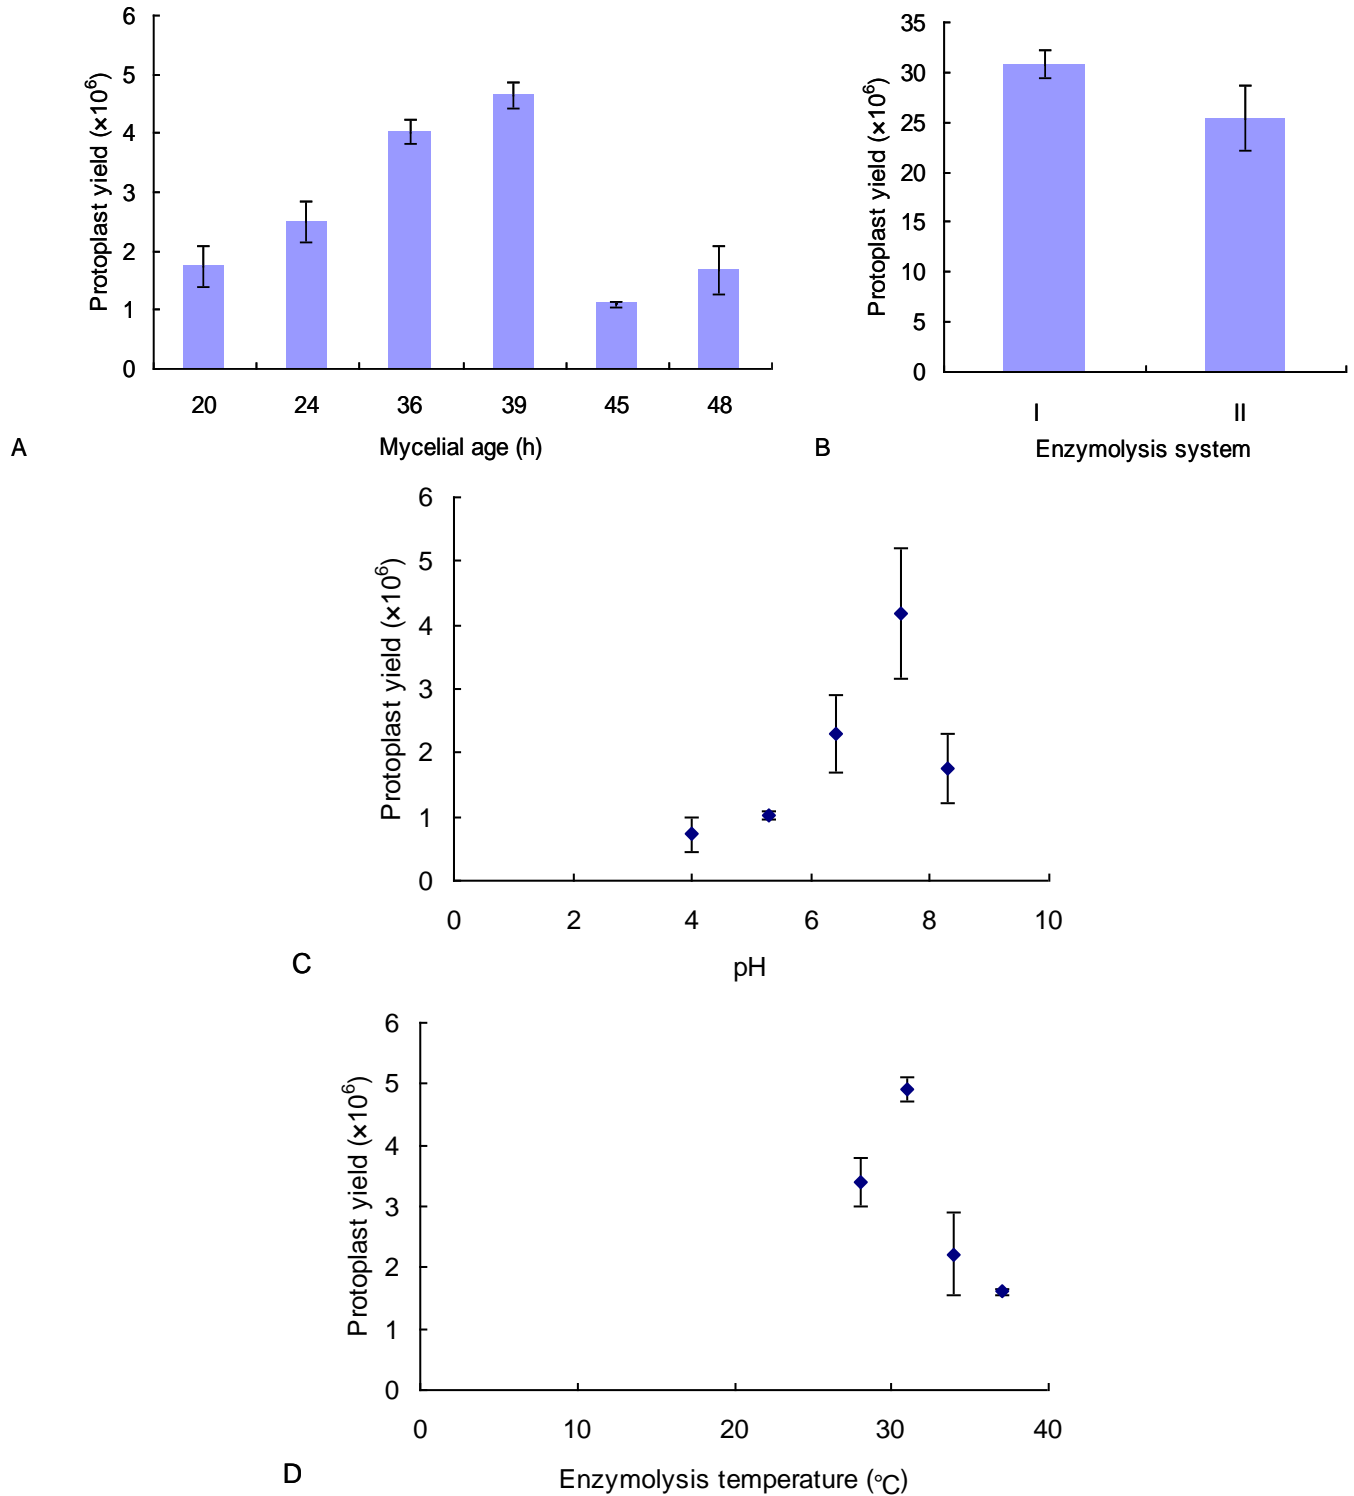 6
5
4
3
2
1
0
Protoplast yield (×10⁶)
20 24 36 39 45 48
Mycelial age (h)
A
35
30
25
20
15
10
5
0
Protoplast yield (×10⁶)
I II
Enzymolysis system
B
6
5
4
3
2
1
0
Protoplast yield (×10⁶)
0 2 4 6 8 10
pH
C
6
5
4
3
2
1
0
Protoplast yield (×10⁶)
0 10 20 30 40
Enzymolysis temperature (°C)
D